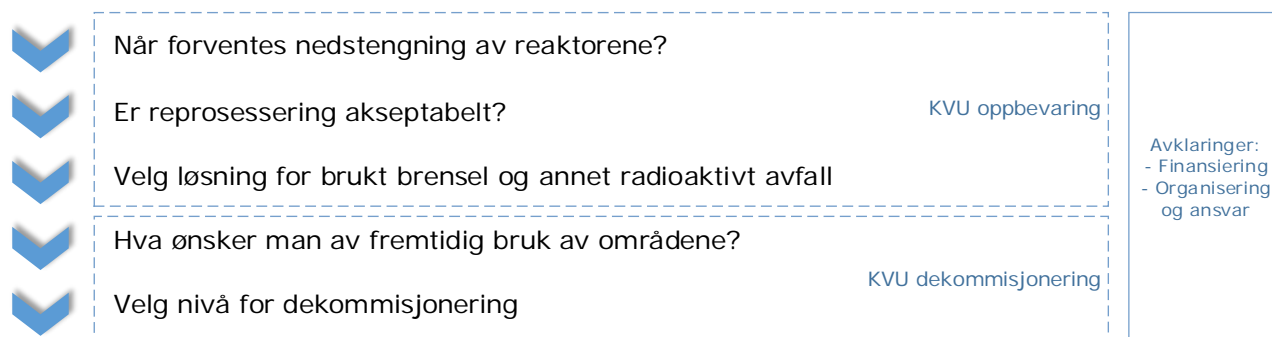 Når forventes nedstengning av reaktorene?
Er reprosessering akseptabelt?
KVU oppbevaring
Velg løsning for brukt brensel og annet radioaktivt avfall
Hva ønsker man av fremtidig bruk av områdene?
KVU dekommisjonering
Velg nivå for dekommisjonering
Avklaringer:
- Finansiering
- Organisering
og ansvar